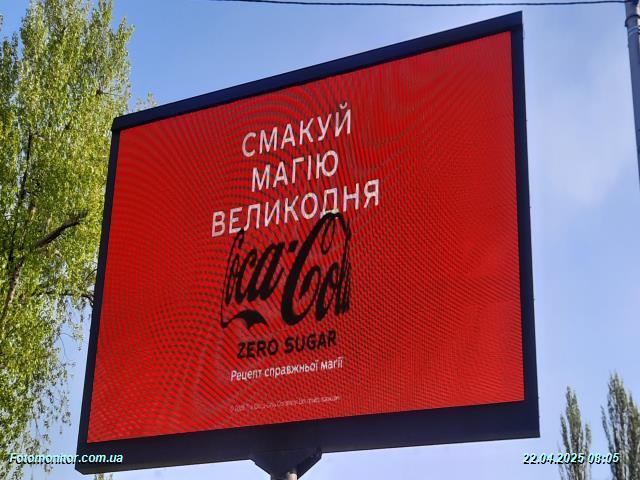 СМАКУЙ
МАГІЮ
ВЕЛИКОДНЯ
Coca-Cola
ZERO SUGAR
Рецепт справжньої магії
Fotomonitor.com.ua
22.04.2025 08:05